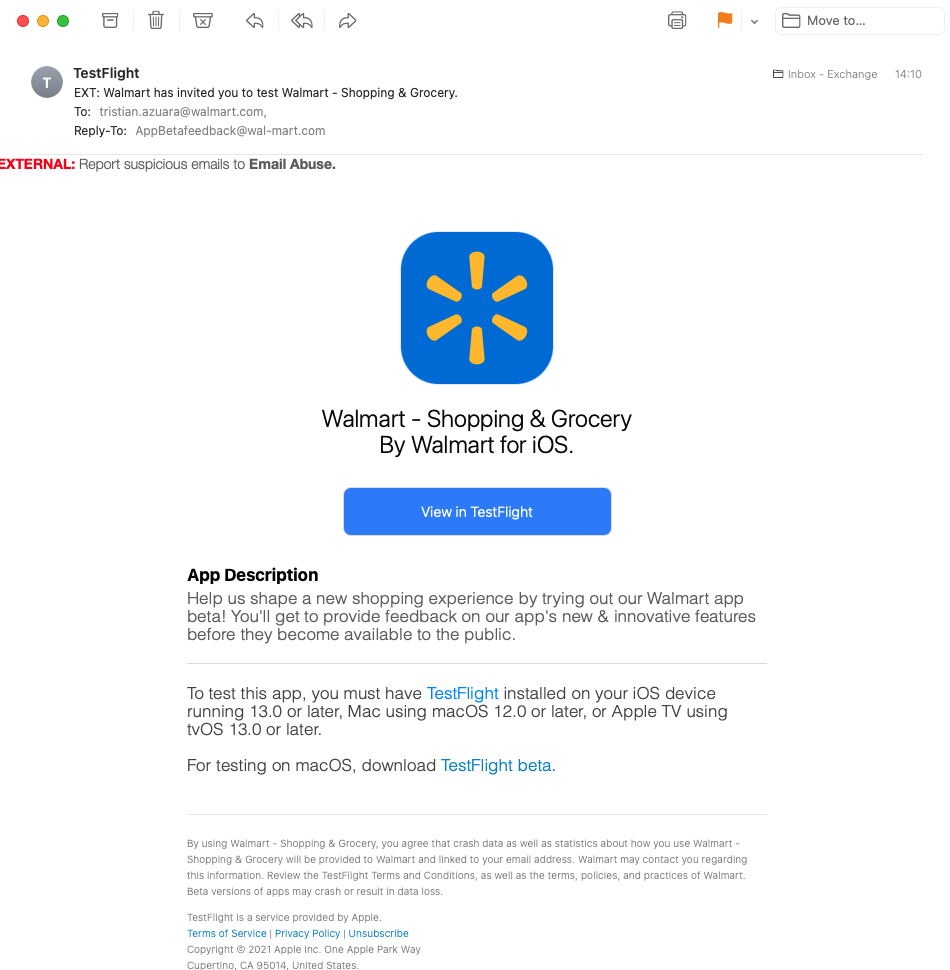 Move to...
T
TestFlight
Inbox - Exchange 14:10
EXT: Walmart has invited you to test Walmart - Shopping & Grocery.
To: tristian.azuara@walmart.com,
Reply-To: AppBetafeedback@wal-mart.com
EXTERNAL: Report suspicious emails to Email Abuse.
Walmart - Shopping & Grocery
By Walmart for iOS.
View in TestFlight
App Description
Help us shape a new shopping experience by trying out our Walmart app
beta! You'll get to provide feedback on our app's new & innovative features
before they become available to the public.
To test this app, you must have TestFlight installed on your iOS device
running 13.0 or later, Mac using macOS 12.0 or later, or Apple TV using
tvOS 13.0 or later.
For testing on macOS, download TestFlight beta.
By using Walmart - Shopping & Grocery, you agree that crash data as well as statistics about how you use Walmart -
Shopping & Grocery will be provided to Walmart and linked to your email address. Walmart may contact you regarding
this information. Review the TestFlight Terms and Conditions, as well as the terms, policies, and practices of Walmart.
Beta versions of apps may crash or result in data loss.
TestFlight is a service provided by Apple.
Terms of Service | Privacy Policy | Unsubscribe
Copyright © 2021 Apple Inc. One Apple Park Way
Cupertino, CA 95014, United States.